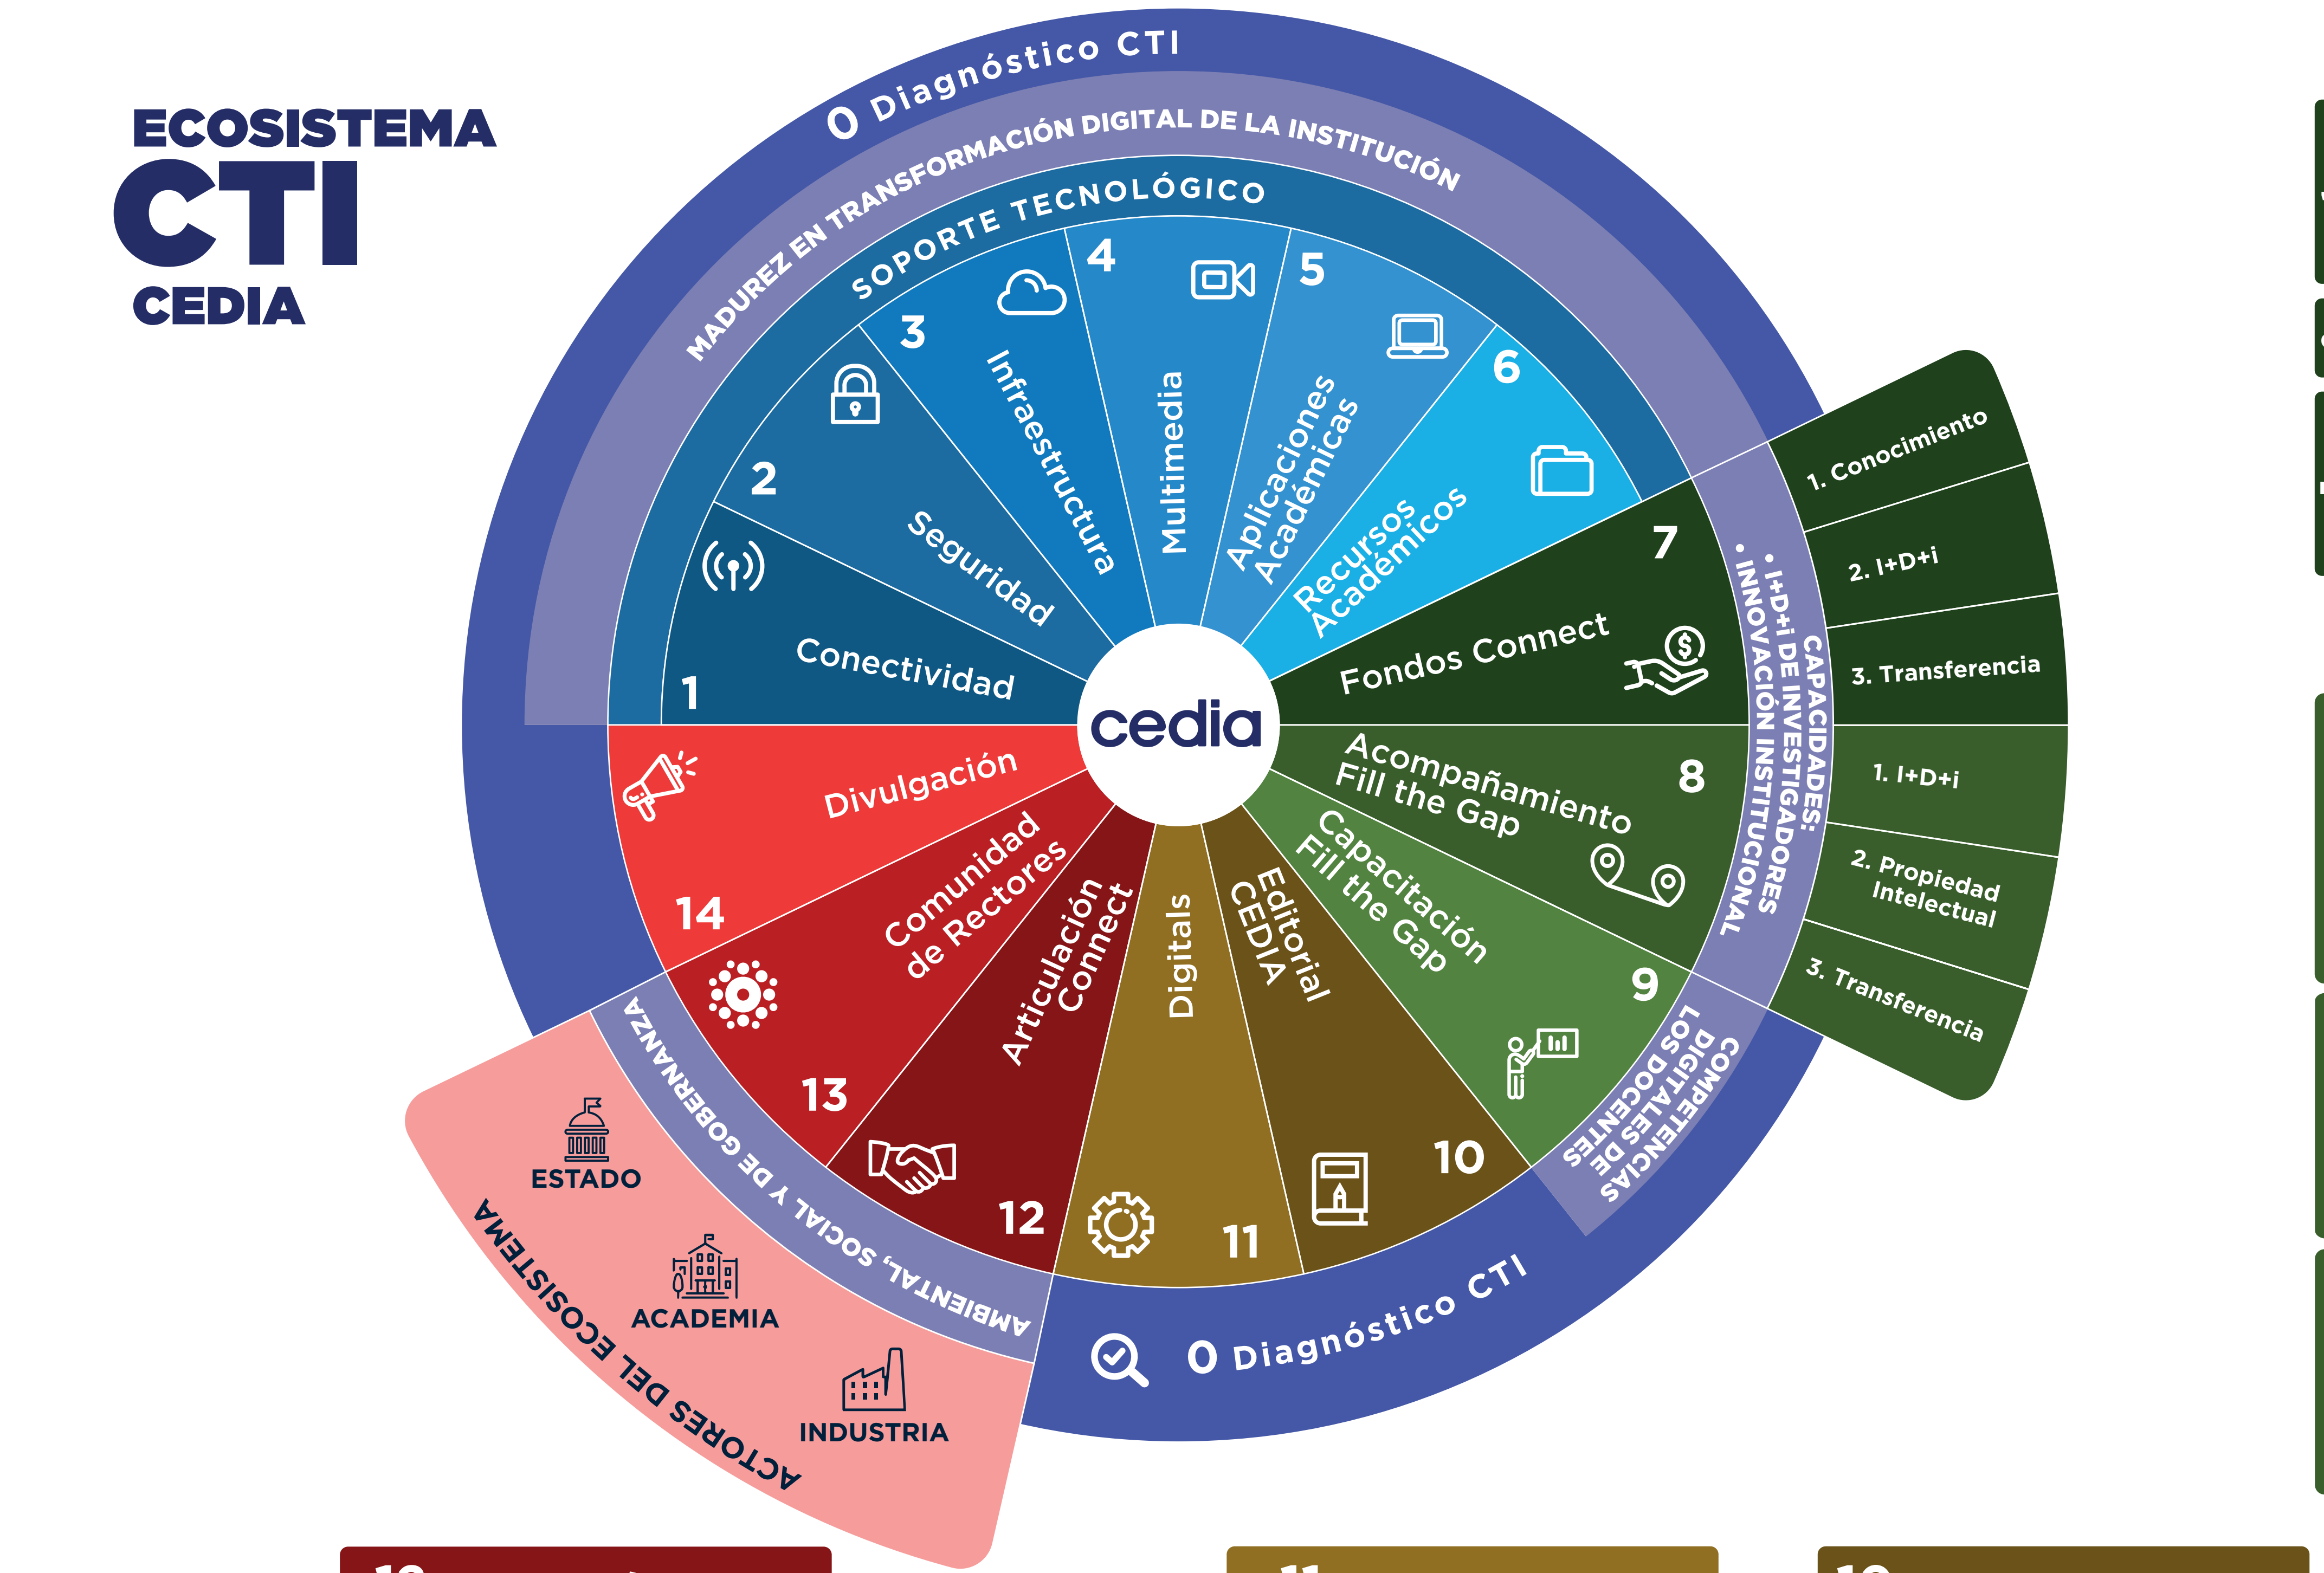 ECOSISTEMA
CTI
CEDIA
0 Diagnóstico CTI
MADUREZ EN TRANSFORMACIÓN DIGITAL DE LA INSTITUCIÓN
SOPORTE TECNOLÓGICO
1
Conectividad
2
Seguridad
3
Infraestructura
4
Multimedia
5
Aplicaciones
Académicas
6
Recursos
Académicos
7
Fondos Connect
8
Acompañamiento
Fill the Gap
9
Capacitación
Fill the Gap
10
Editorial
CEDIA
11
Digitals
12
Articulación
Connect
13
Comunidad
de Rectores
14
Divulgación
cedia
CAPACIDADES:
• I+D+i DE INVESTIGADORES
• INNOVACIÓN INSTITUCIONAL
1. Conocimiento
2. I+D+i
3. Transferencia
1. I+D+i
2. Propiedad
Intelectual
3. Transferencia
COMPETENCIAS
DIGITALES DE
LOS DOCENTES
0 Diagnóstico CTI
AMBIENTAL, SOCIAL Y DE GOBERNANZA
ESTADO
ACADEMIA
INDUSTRIA
ACTORES DEL ECOSISTEMA